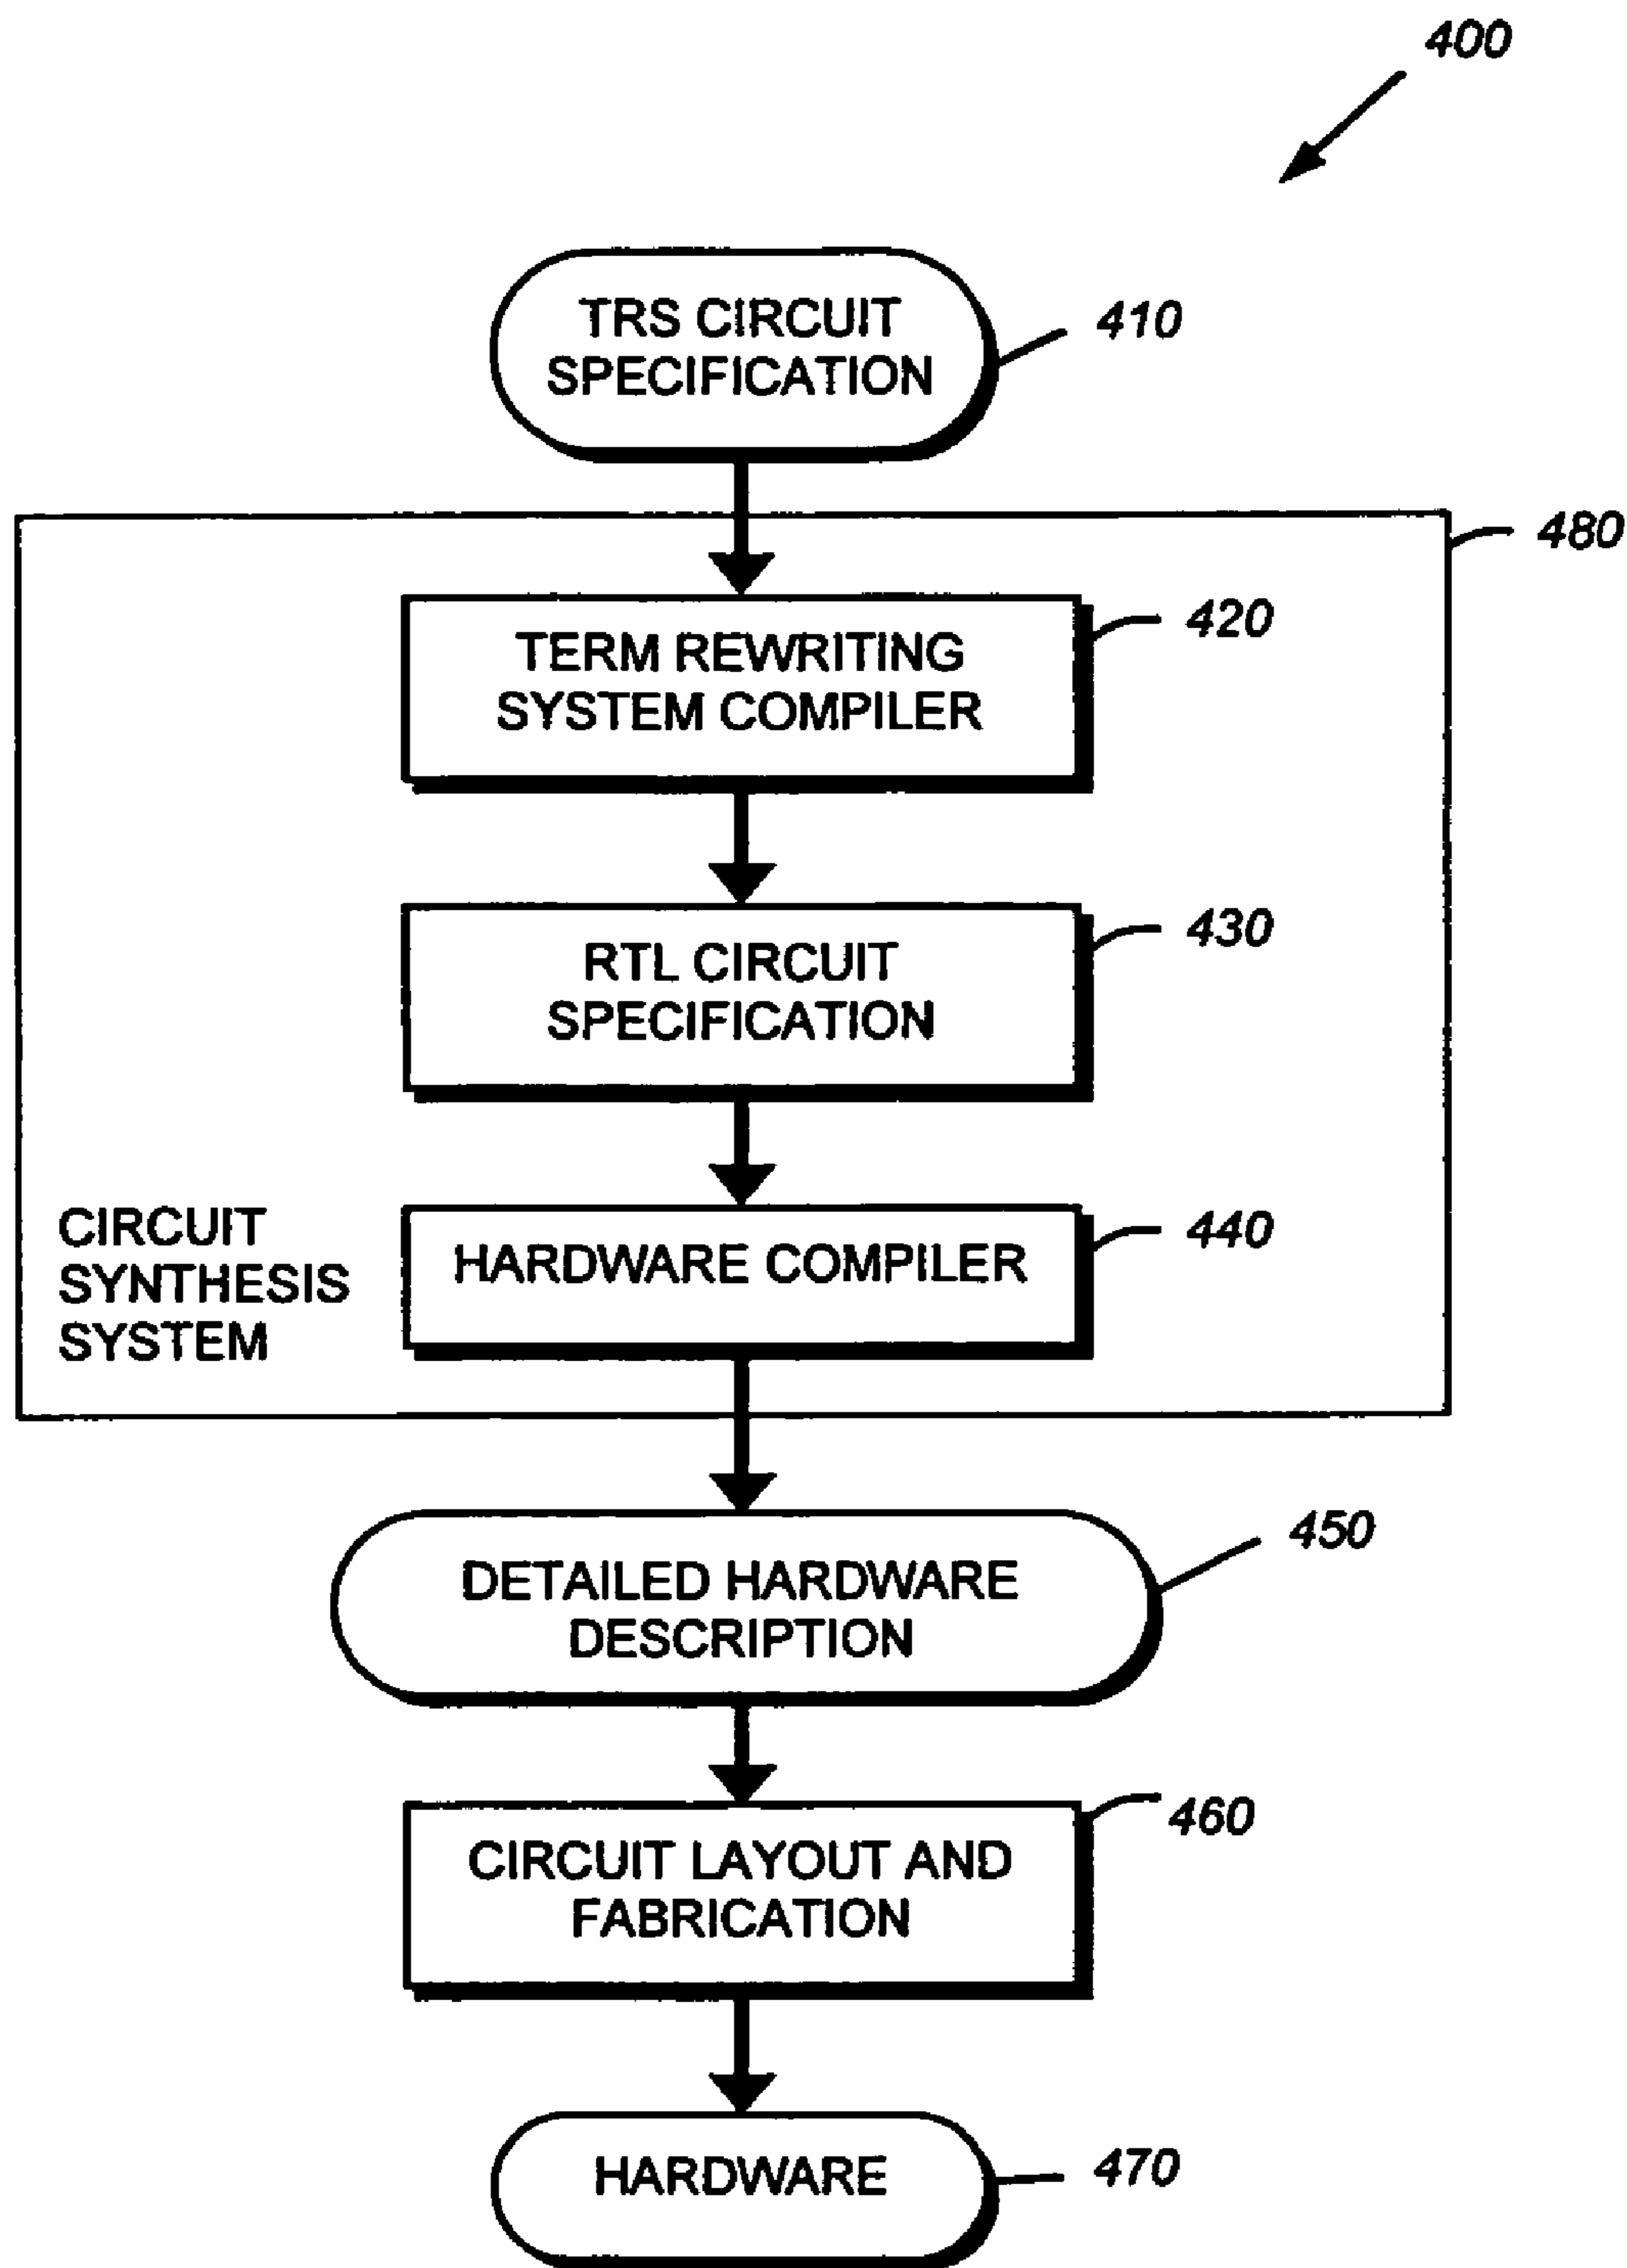 400
TRS CIRCUIT
SPECIFICATION
410
480
TERM REWRITING
SYSTEM COMPILER
420
RTL CIRCUIT
SPECIFICATION
430
CIRCUIT
SYNTHESIS
SYSTEM
HARDWARE COMPILER
440
DETAILED HARDWARE
DESCRIPTION
450
CIRCUIT LAYOUT AND
FABRICATION
460
HARDWARE
470